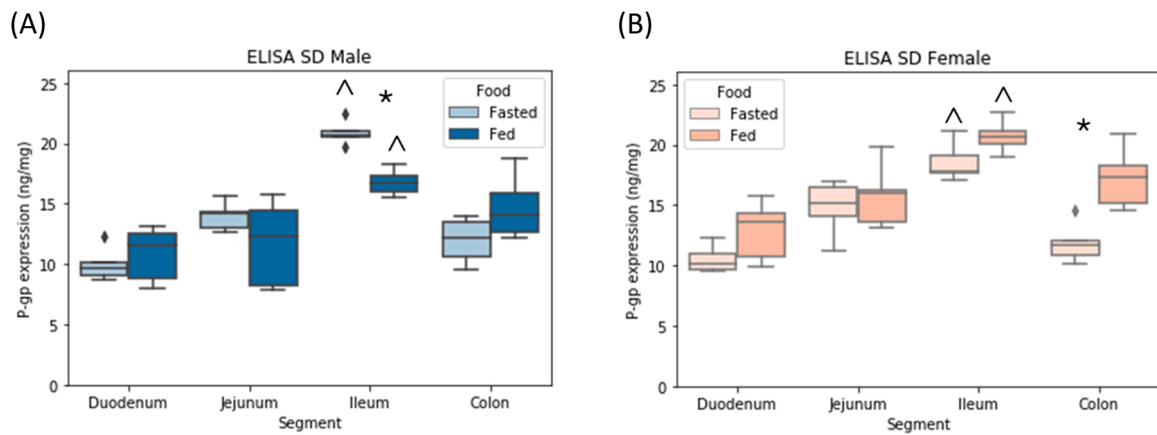 (A)
ELISA SD Male
P-gp expression (ng/mg)
25
20
15
10
5
0
^
*
^
Food
Fasted
Fed
Duodenum Jejunum Ileum Colon
Segment
(B)
ELISA SD Female
P-gp expression (ng/mg)
25
20
15
10
5
0
Food
Fasted
Fed
^
^
*
Duodenum Jejunum Ileum Colon
Segment